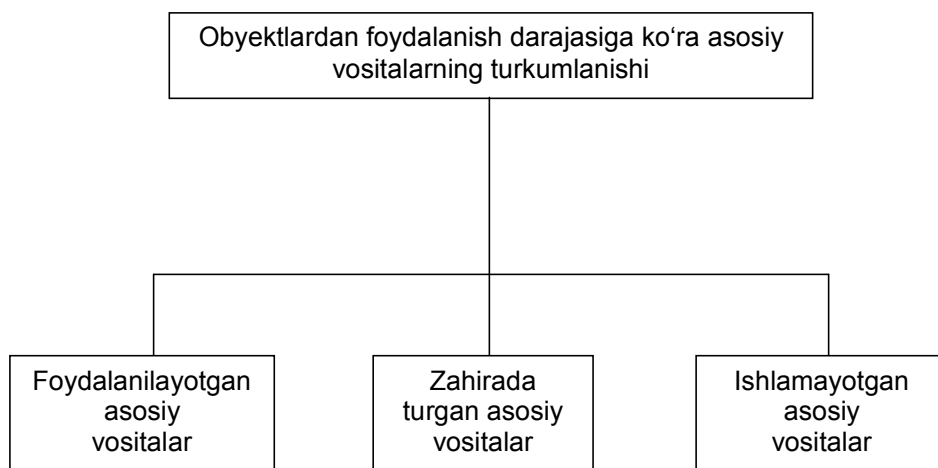 Obyektlardan foydalanish darajasiga ko‘ra asosiy
vositalarning turkumlanishi
Foydalanilayotgan
asosiy
vositalar
Zahirada
turgan asosiy
vositalar
Ishlamayotgan
asosiy
vositalar